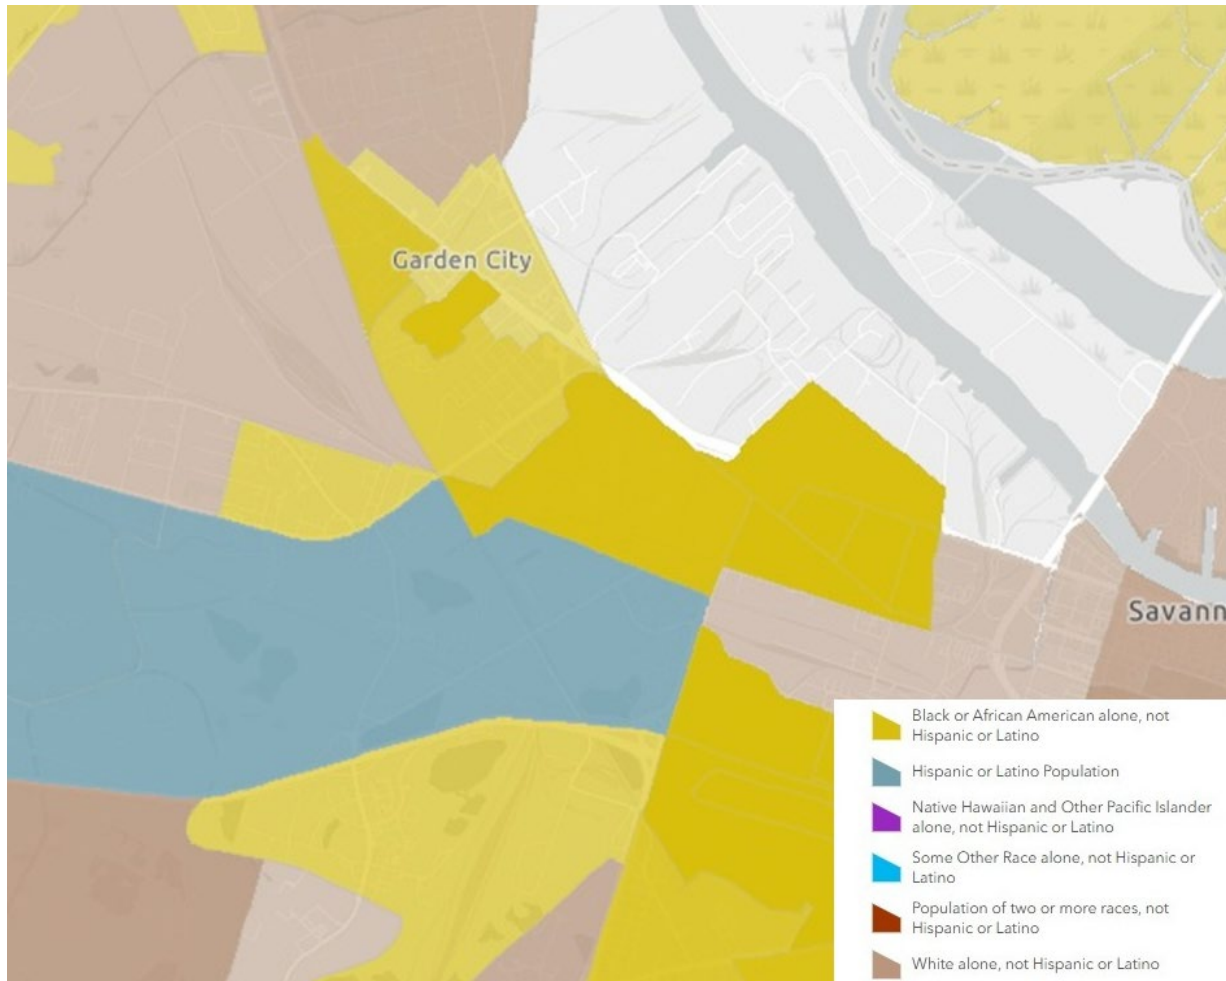 Garden City
Savann
Black or African American alone, not
Hispanic or Latino
Hispanic or Latino Population
Native Hawaiian and Other Pacific Islander
alone, not Hispanic or Latino
Some Other Race alone, not Hispanic or
Latino
Population of two or more races, not
Hispanic or Latino
White alone, not Hispanic or Latino